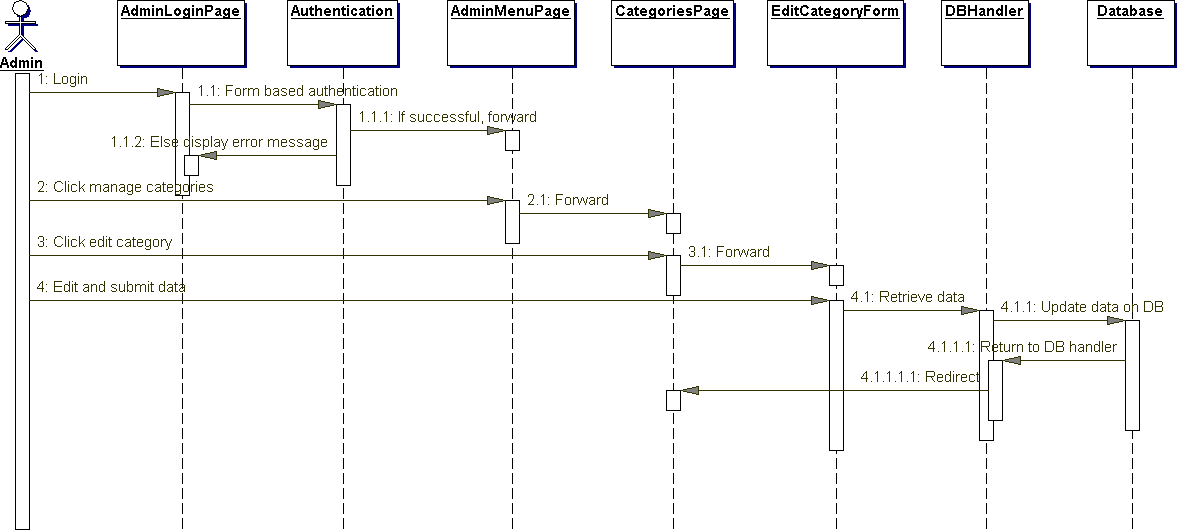 AdminLoginPage
Authentication
AdminMenuPage
CategoriesPage
EditCategoryForm
DBHandler
Database
Admin
1: Login
1.1: Form based authentication
1.1.1: If successful, forward
1.1.2: Else display error message
2: Click manage categories
2.1: Forward
3: Click edit category
3.1: Forward
4: Edit and submit data
4.1: Retrieve data
4.1.1: Update data on DB
4.1.1.1: Return to DB handler
4.1.1.1.1: Redirect